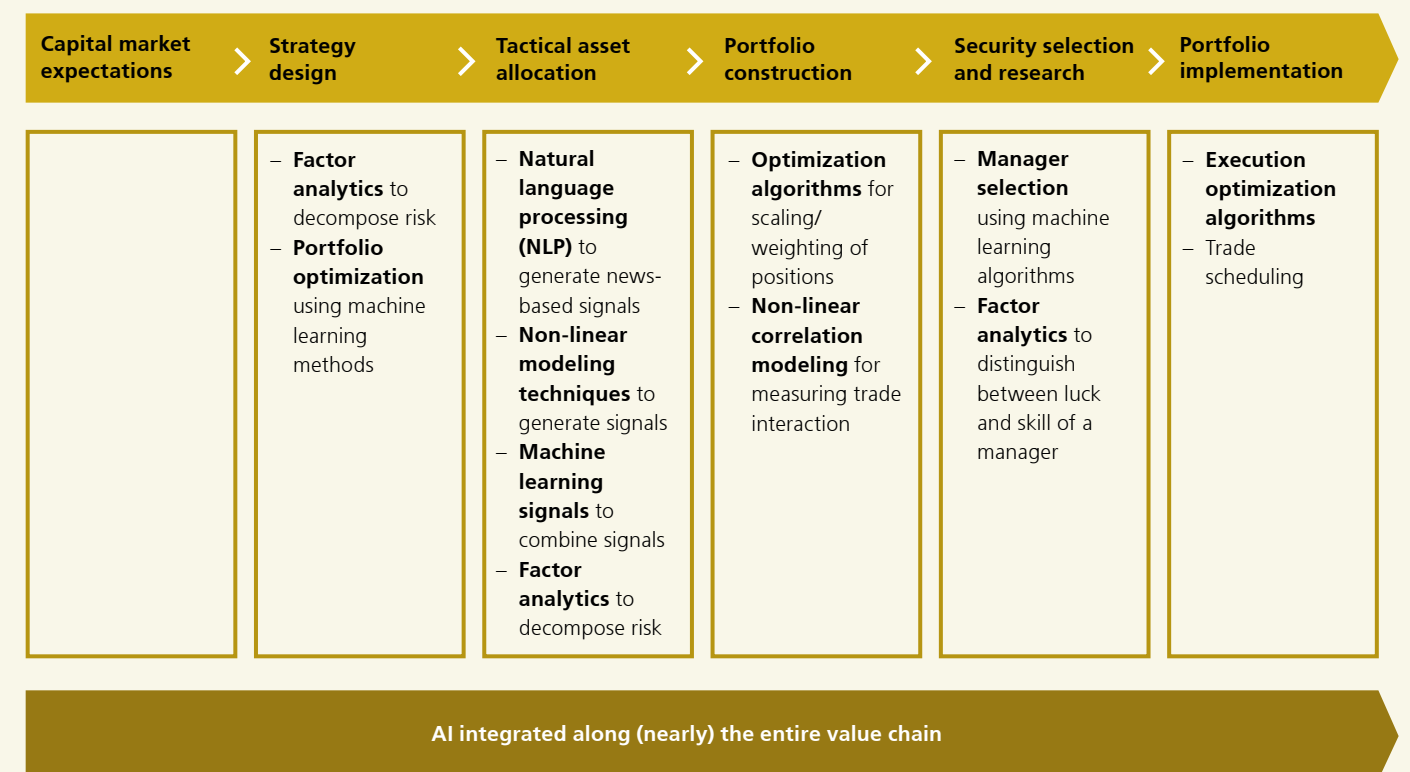 Capital market
expectations
Strategy
design
Tactical asset
allocation
Portfolio
construction
Security selection
and research
Portfolio
implementation
– Factor
analytics to
decompose risk
– Portfolio
optimization
using machine
learning
methods
– Natural
language
processing
(NLP) to
generate news-
based signals
– Non-linear
modeling
techniques to
generate signals
– Machine
learning
signals to
combine signals
– Factor
analytics to
decompose risk
– Optimization
algorithms for
scaling/
weighting of
positions
– Non-linear
correlation
modeling for
measuring trade
interaction
– Manager
selection
using machine
learning
algorithms
– Factor
analytics to
distinguish
between luck
and skill of a
manager
– Execution
optimization
algorithms
– Trade
scheduling
AI integrated along (nearly) the entire value chain